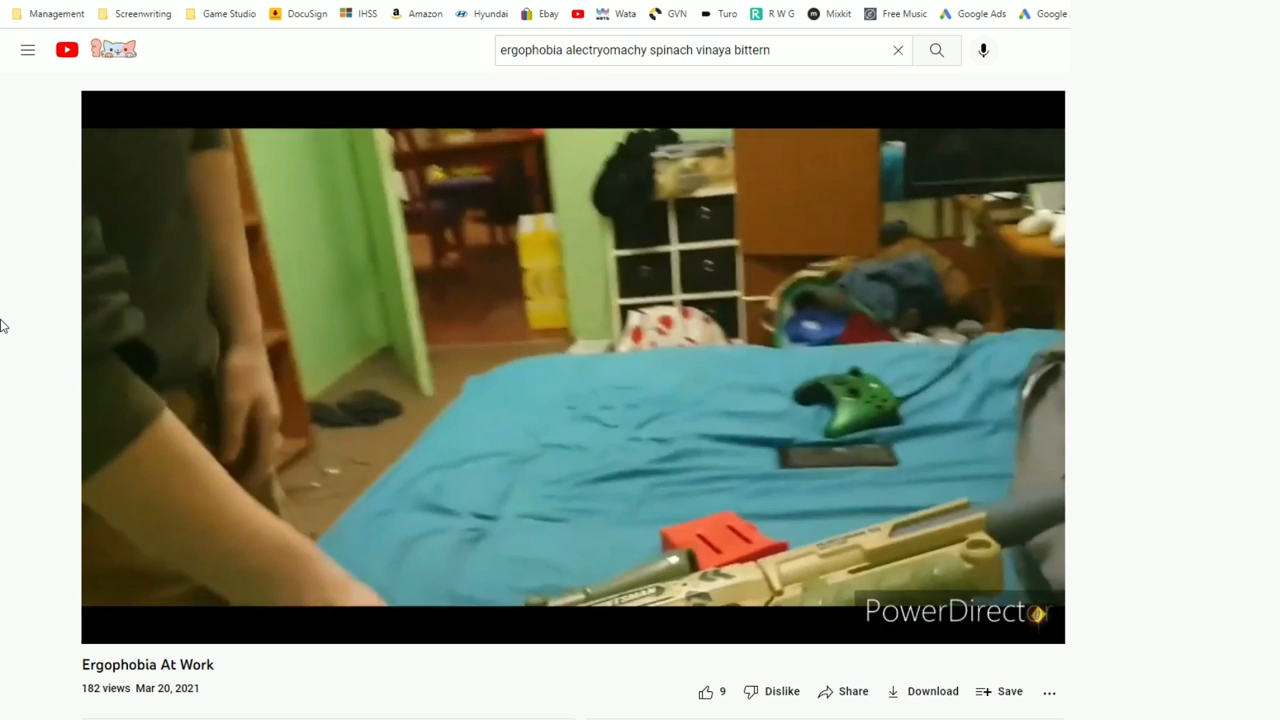 Management Screenwriting Game Studio DocuSign IHSS Amazon Hyundai Ebay Wata GVN Turo R W G Mixkit Free Music Google Ads Google
ergophobia alectryomachy spinach vinaya bittern
PowerDirector
Ergophobia At Work
182 views Mar 20, 2021
9 Dislike Share Download Save